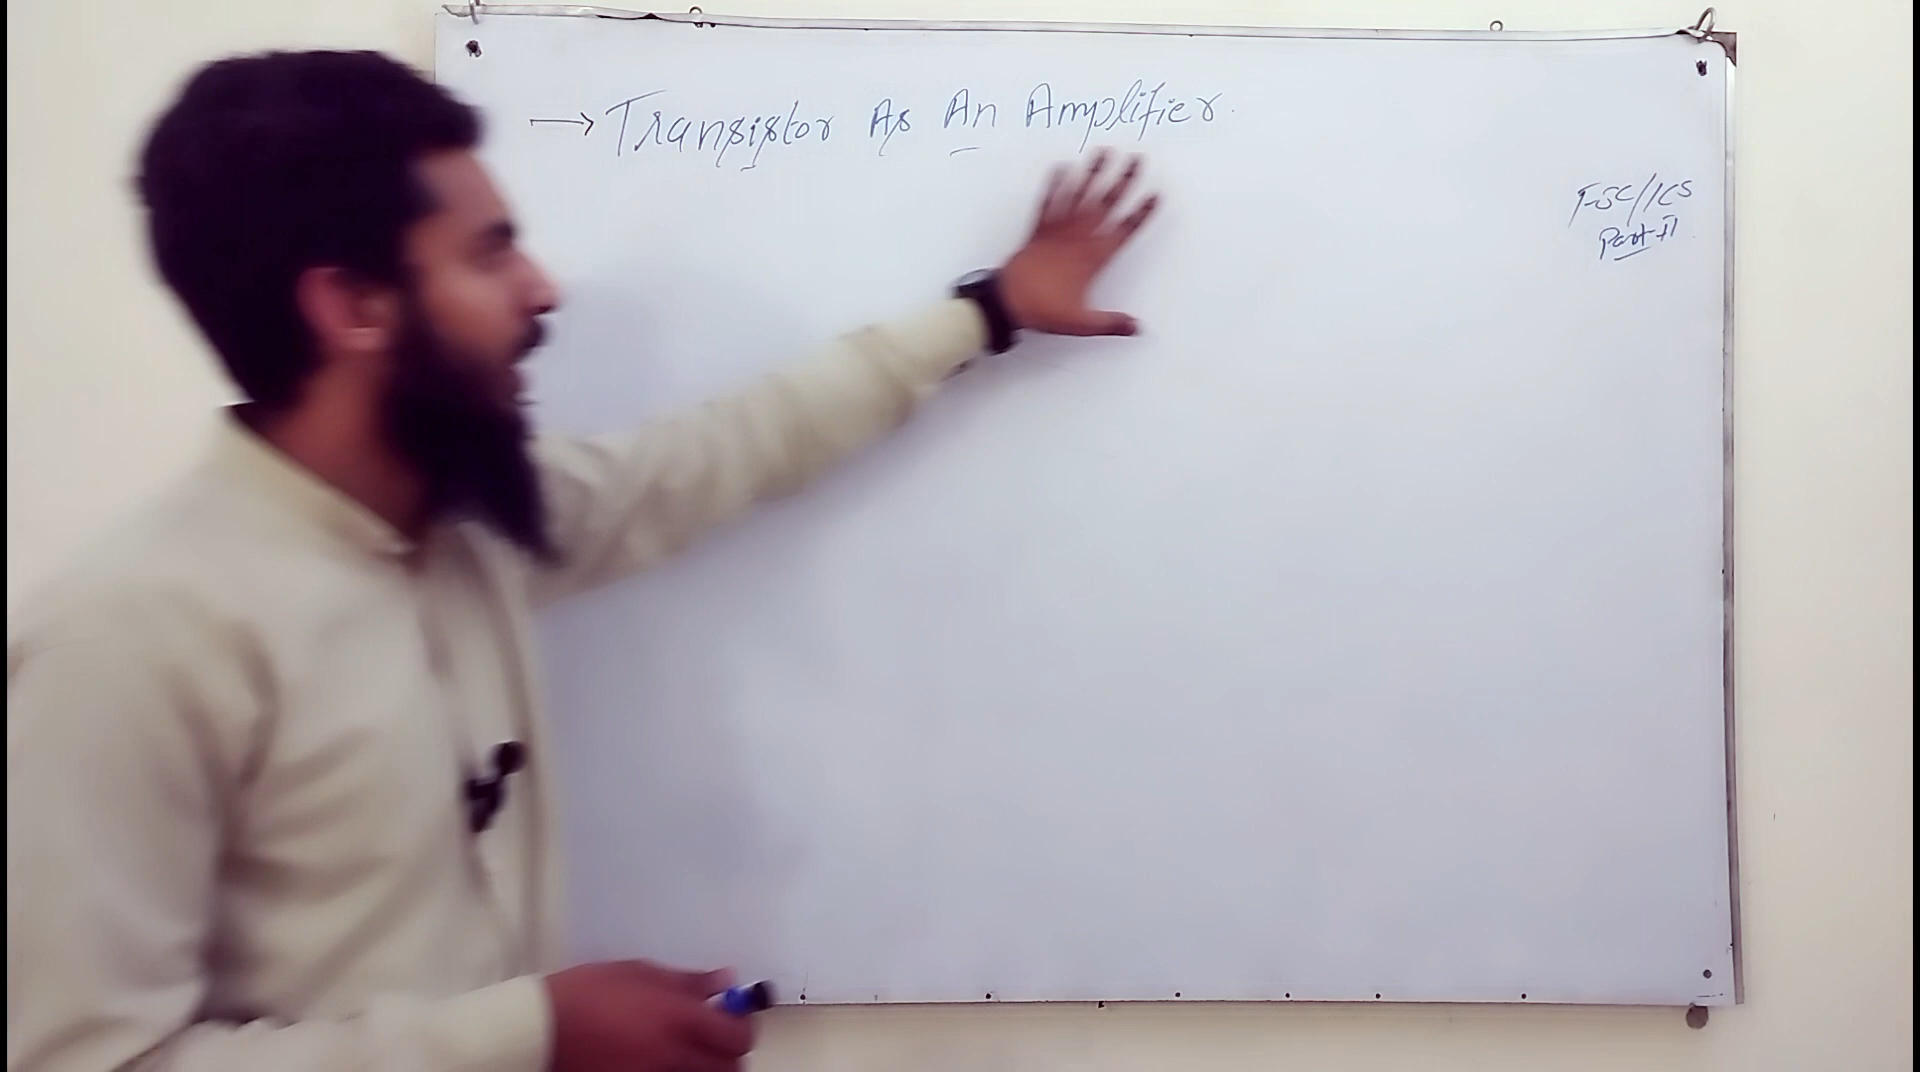 → Transistor As An Amplifier.
F.SC/ICS
Part-II